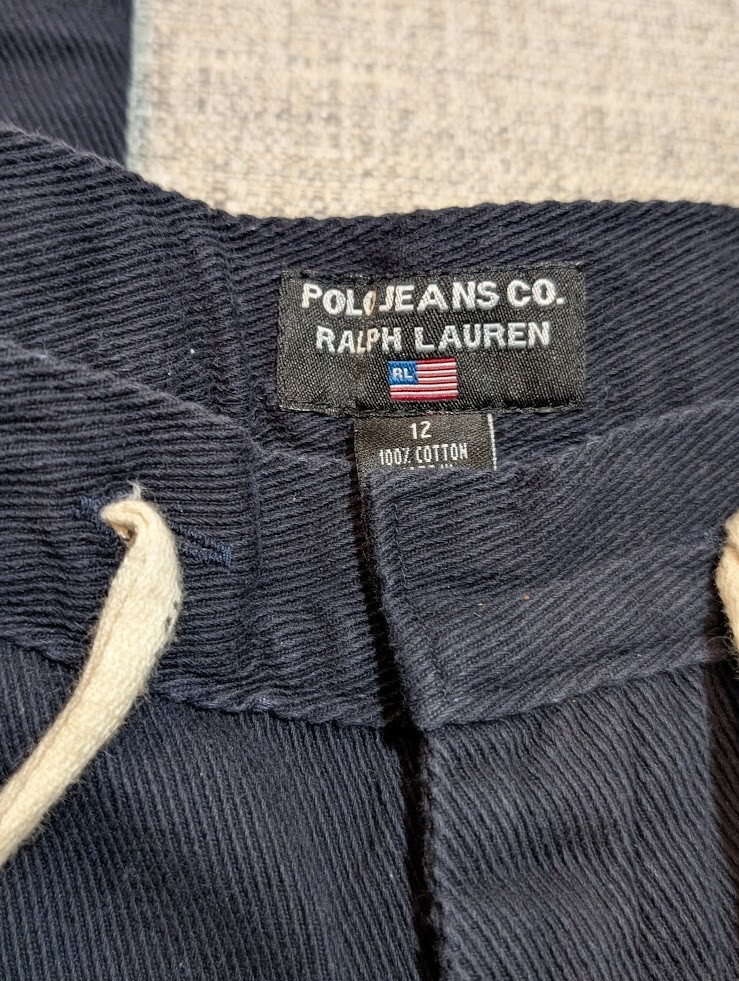 POLO JEANS CO.
RALPH LAUREN
RL
12
100% COTTON